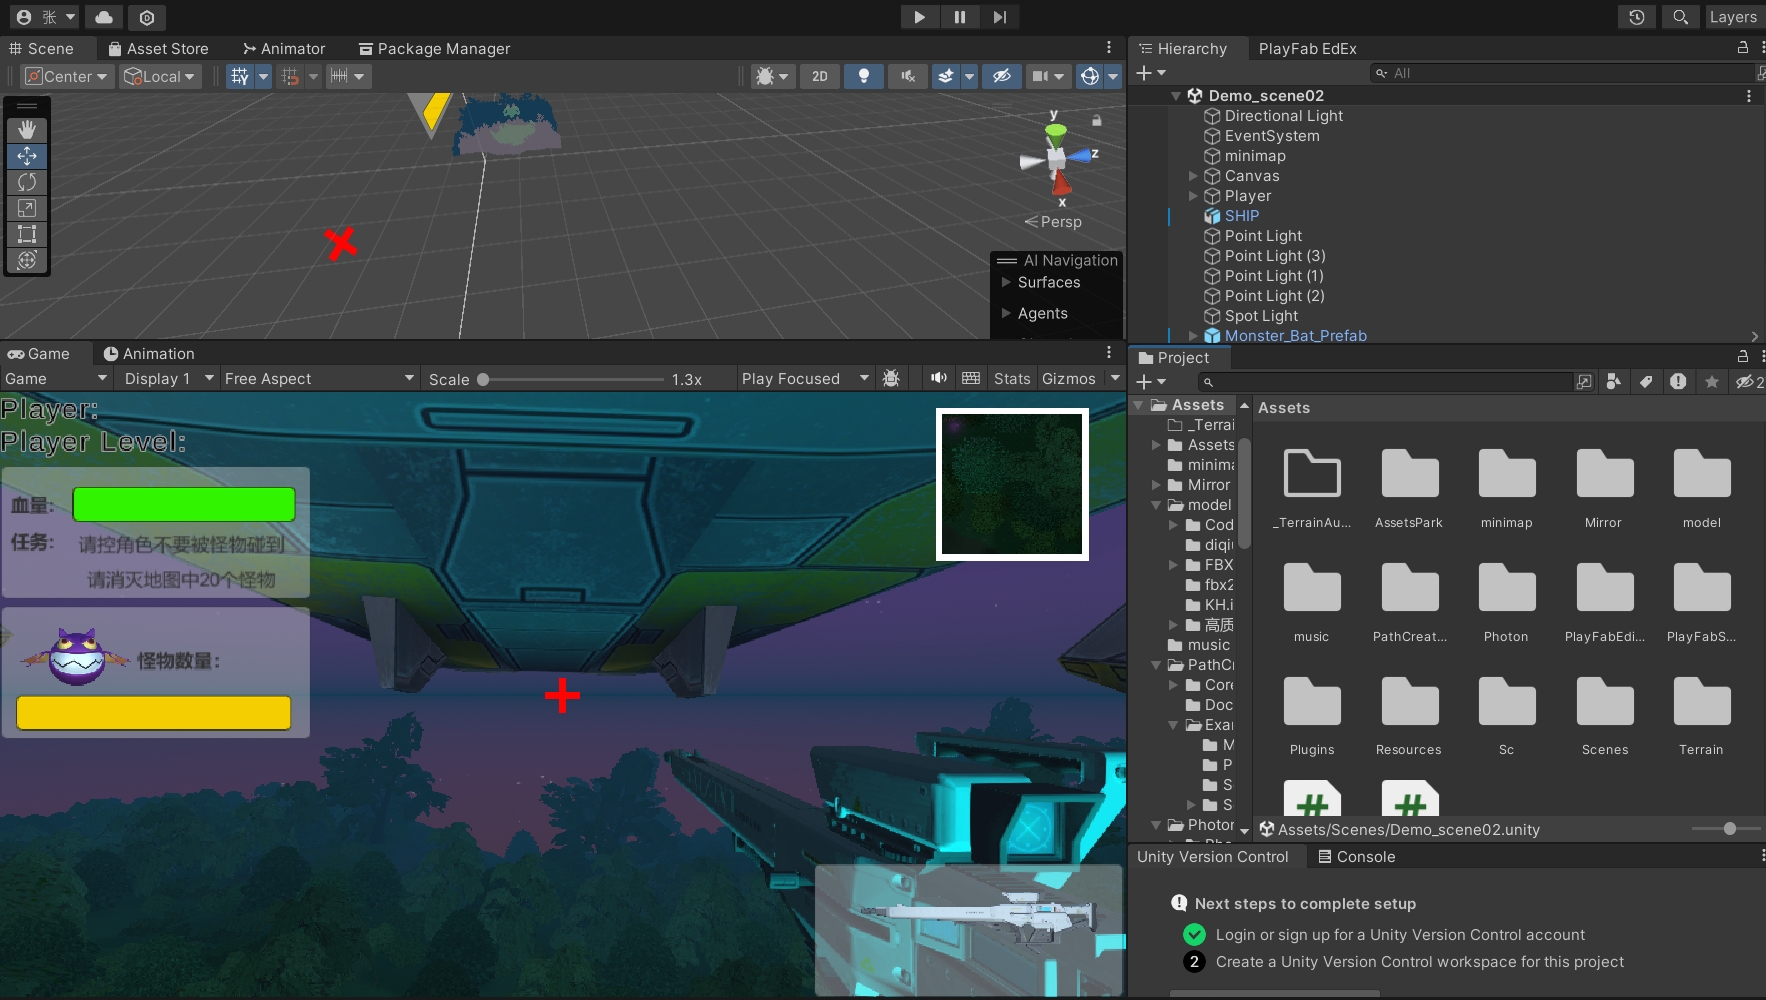 张
Layers
Scene
Asset Store
Animator
Package Manager
Center
Local
2D
y
z
x
Persp
AI Navigation
Surfaces
Agents
Hierarchy
PlayFab EdEx
All
Demo_scene02
Directional Light
EventSystem
minimap
Canvas
Player
SHIP
Point Light
Point Light (3)
Point Light (1)
Point Light (2)
Spot Light
Monster_Bat_Prefab
Game
Animation
Game
Display 1
Free Aspect
Scale
1.3x
Play Focused
Stats
Gizmos
Player:
Player Level:
血量:
任务: 请控角色不要被怪物碰到
请消灭地图中20个怪物
怪物数量:
Project
2
Assets
_Terrai
Assets
minima
Mirror
model
Cod
diqi
FBX
fbx2
KH.i
高质
music
PathCr
Core
Doc
Exa
M
P
S
S
Photon
Assets
_TerrainAu...
AssetsPark
minimap
Mirror
model
music
PathCreat...
Photon
PlayFabEdi...
PlayFabS...
Plugins
Resources
Sc
Scenes
Terrain
#
#
Assets/Scenes/Demo_scene02.unity
Unity Version Control
Console
Next steps to complete setup
Login or sign up for a Unity Version Control account
2 Create a Unity Version Control workspace for this project